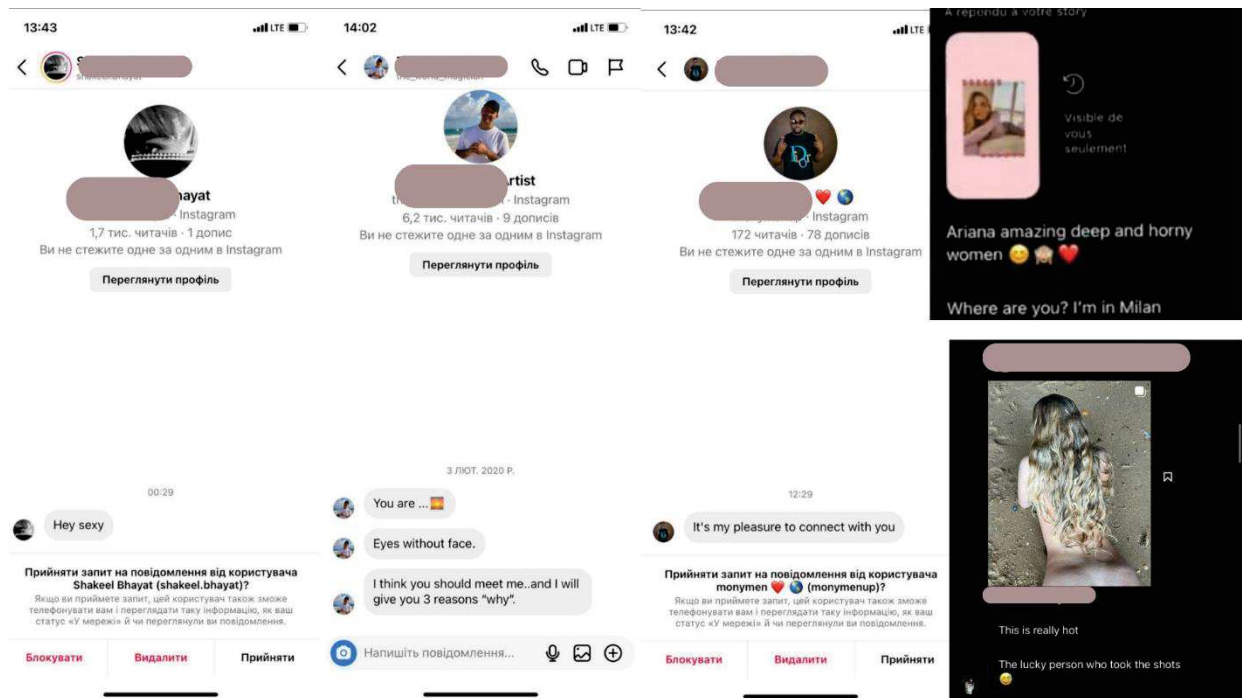 13:43
LTE
shakeel.bhayat
hayat
Instagram
1,7 тис. читачів · 1 допис
Ви не стежите одне за одним в Instagram
Переглянути профіль
00:29
Hey sexy
Прийняти запит на повідомлення від користувача
Shakeel Bhayat (shakeel.bhayat)?
Якщо ви приймете запит, цей користувач також зможе
телефонувати вам і переглядати таку інформацію, як ваш
статус «У мережі» й чи переглянули ви повідомлення.
Блокувати Видалити Прийняти
14:02
LTE
rtist
Instagram
6,2 тис. читачів · 9 дописів
Ви не стежите одне за одним в Instagram
Переглянути профіль
3 ЛЮТ. 2020 Р.
You are ...🌅
Eyes without face.
I think you should meet me..and I will
give you 3 reasons “why”.
Напишіть повідомлення...
13:42
LTE
❤️ 🌎
· Instagram
172 читачів · 78 дописів
Ви не стежите одне за одним в Instagram
Переглянути профіль
12:29
It's my pleasure to connect with you
Прийняти запит на повідомлення від користувача
monymen ❤️ 🌎 (monymenup)?
Якщо ви приймете запит, цей користувач також зможе
телефонувати вам і переглядати таку інформацію, як ваш
статус «У мережі» й чи переглянули ви повідомлення.
Блокувати Видалити Прийняти
A répondu à votre story
Visible de
vous
seulement
Ariana amazing deep and horny
women 😊 🙈 ❤️
Where are you? I'm in Milan
This is really hot
The lucky person who took the shots
😅